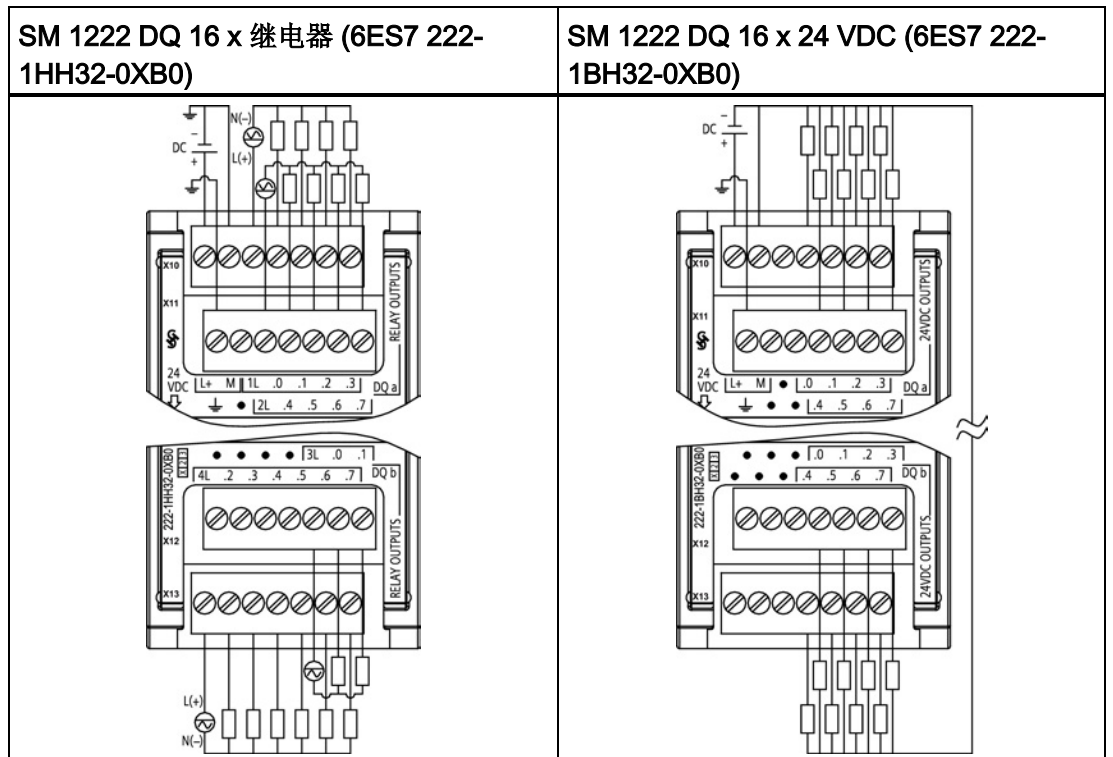 SM 1222 DQ 16 x 继电器 (6ES7 222-
1HH32-0XB0)
SM 1222 DQ 16 x 24 VDC (6ES7 222-
1BH32-0XB0)
N(–)
DC
–
+
L(+)
X10
X11
RELAY OUTPUTS
24
VDC
L+ M 1L .0 .1 .2 .3
DQ a
2L .4 .5 .6 .7
222-1HH32-0XB0
3L .0 .1
4L .2 .3 .4 .5 .6 .7
DQ b
X12
X13
RELAY OUTPUTS
L(+)
N(–)
DC
–
+
X10
X11
24VDC OUTPUTS
24
VDC
L+ M .0 .1 .2 .3
DQ a
.4 .5 .6 .7
222-1BH32-0XB0
.0 .1 .2 .3
.4 .5 .6 .7
DQ b
X12
X13
24VDC OUTPUTS